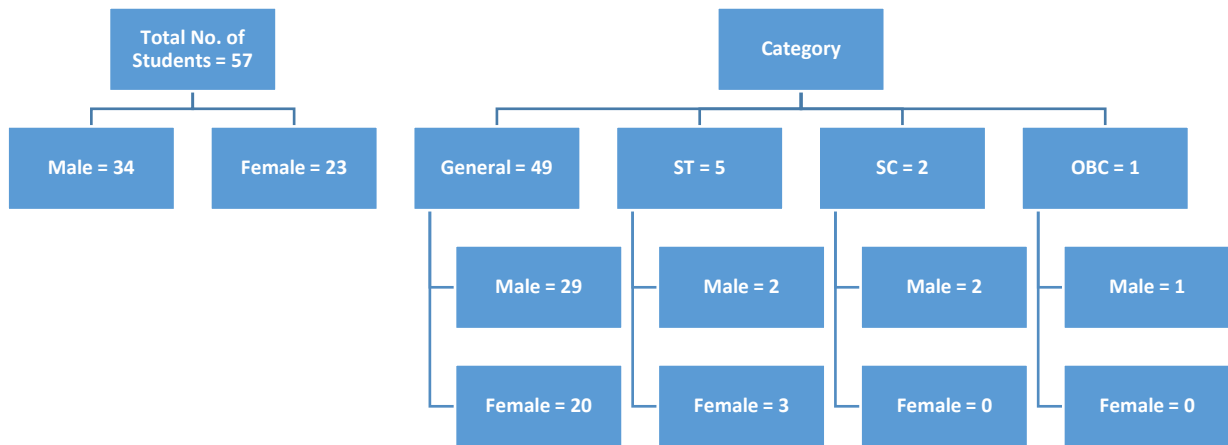 Total No. of
Students = 57
Category
Male = 34
Female = 23
General = 49
ST = 5
SC = 2
OBC = 1
Male = 29
Male = 2
Male = 2
Male = 1
Female = 20
Female = 3
Female = 0
Female = 0